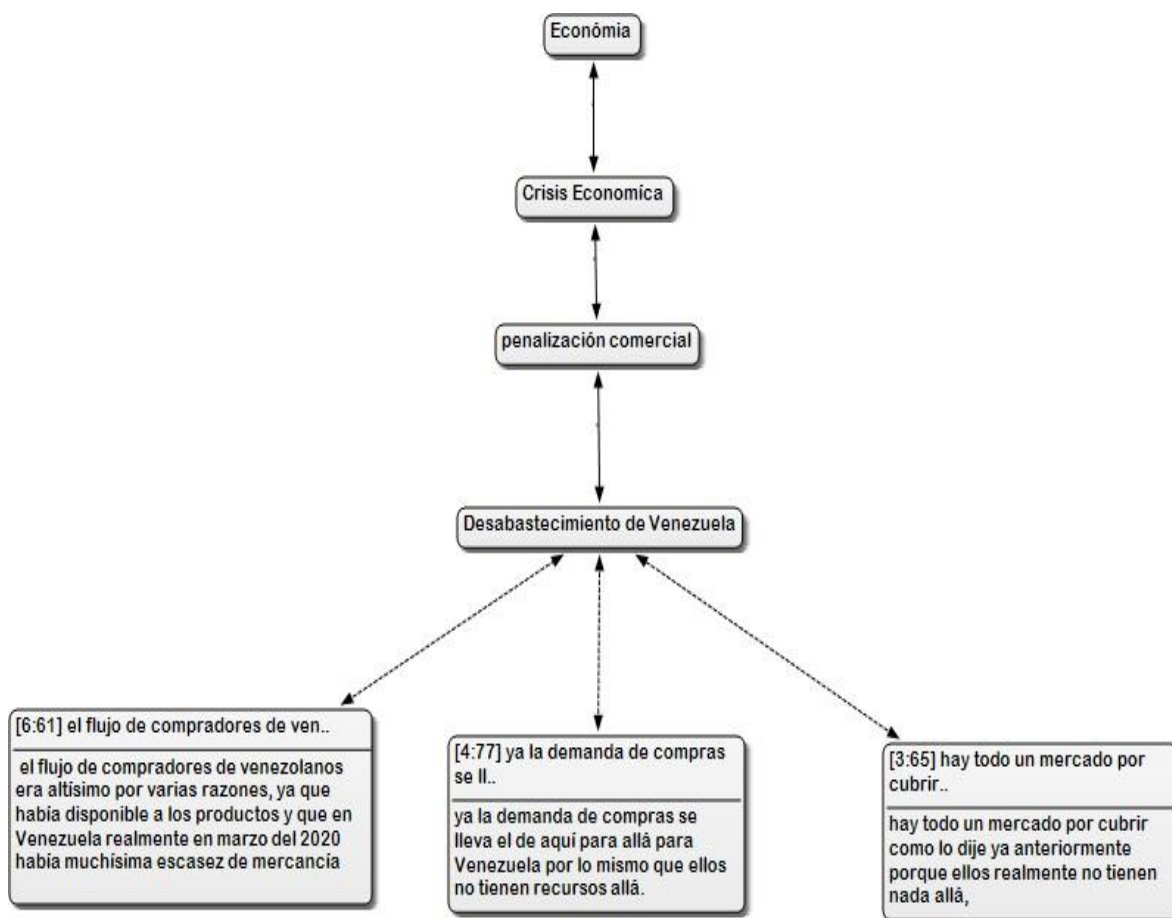 Económia
Crisis Economíca
penalización comercial
Desabastecimiento de Venezuela
[6:61] el flujo de compradores de ven..
el flujo de compradores de venezolanos
era altísimo por varias razones, ya que
había disponible a los productos y que en
Venezuela realmente en marzo del 2020
había muchísima escasez de mercancía
[4:77] ya la demanda de compras
se ll..
ya la demanda de compras se
lleva el de aquí para allá para
Venezuela por lo mismo que ellos
no tienen recursos allá.
[3:65] hay todo un mercado por
cubrir..
hay todo un mercado por cubrir
como lo dije ya anteriormente
porque ellos realmente no tienen
nada allá,